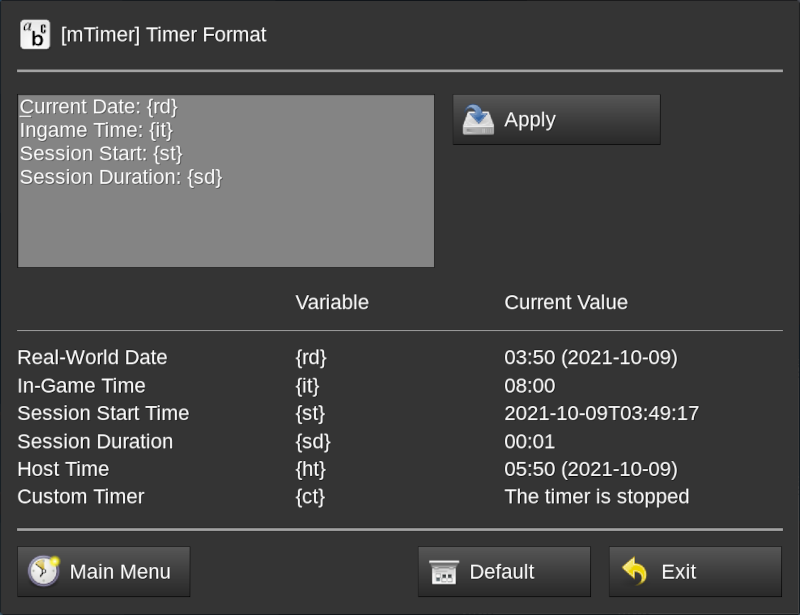 [mTimer] Timer Format
Current Date: {rd}
Ingame Time: {it}
Session Start: {st}
Session Duration: {sd}
Apply
Variable Current Value
Real-World Date {rd} 03:50 (2021-10-09)
In-Game Time {it} 08:00
Session Start Time {st} 2021-10-09T03:49:17
Session Duration {sd} 00:01
Host Time {ht} 05:50 (2021-10-09)
Custom Timer {ct} The timer is stopped
Main Menu Default Exit